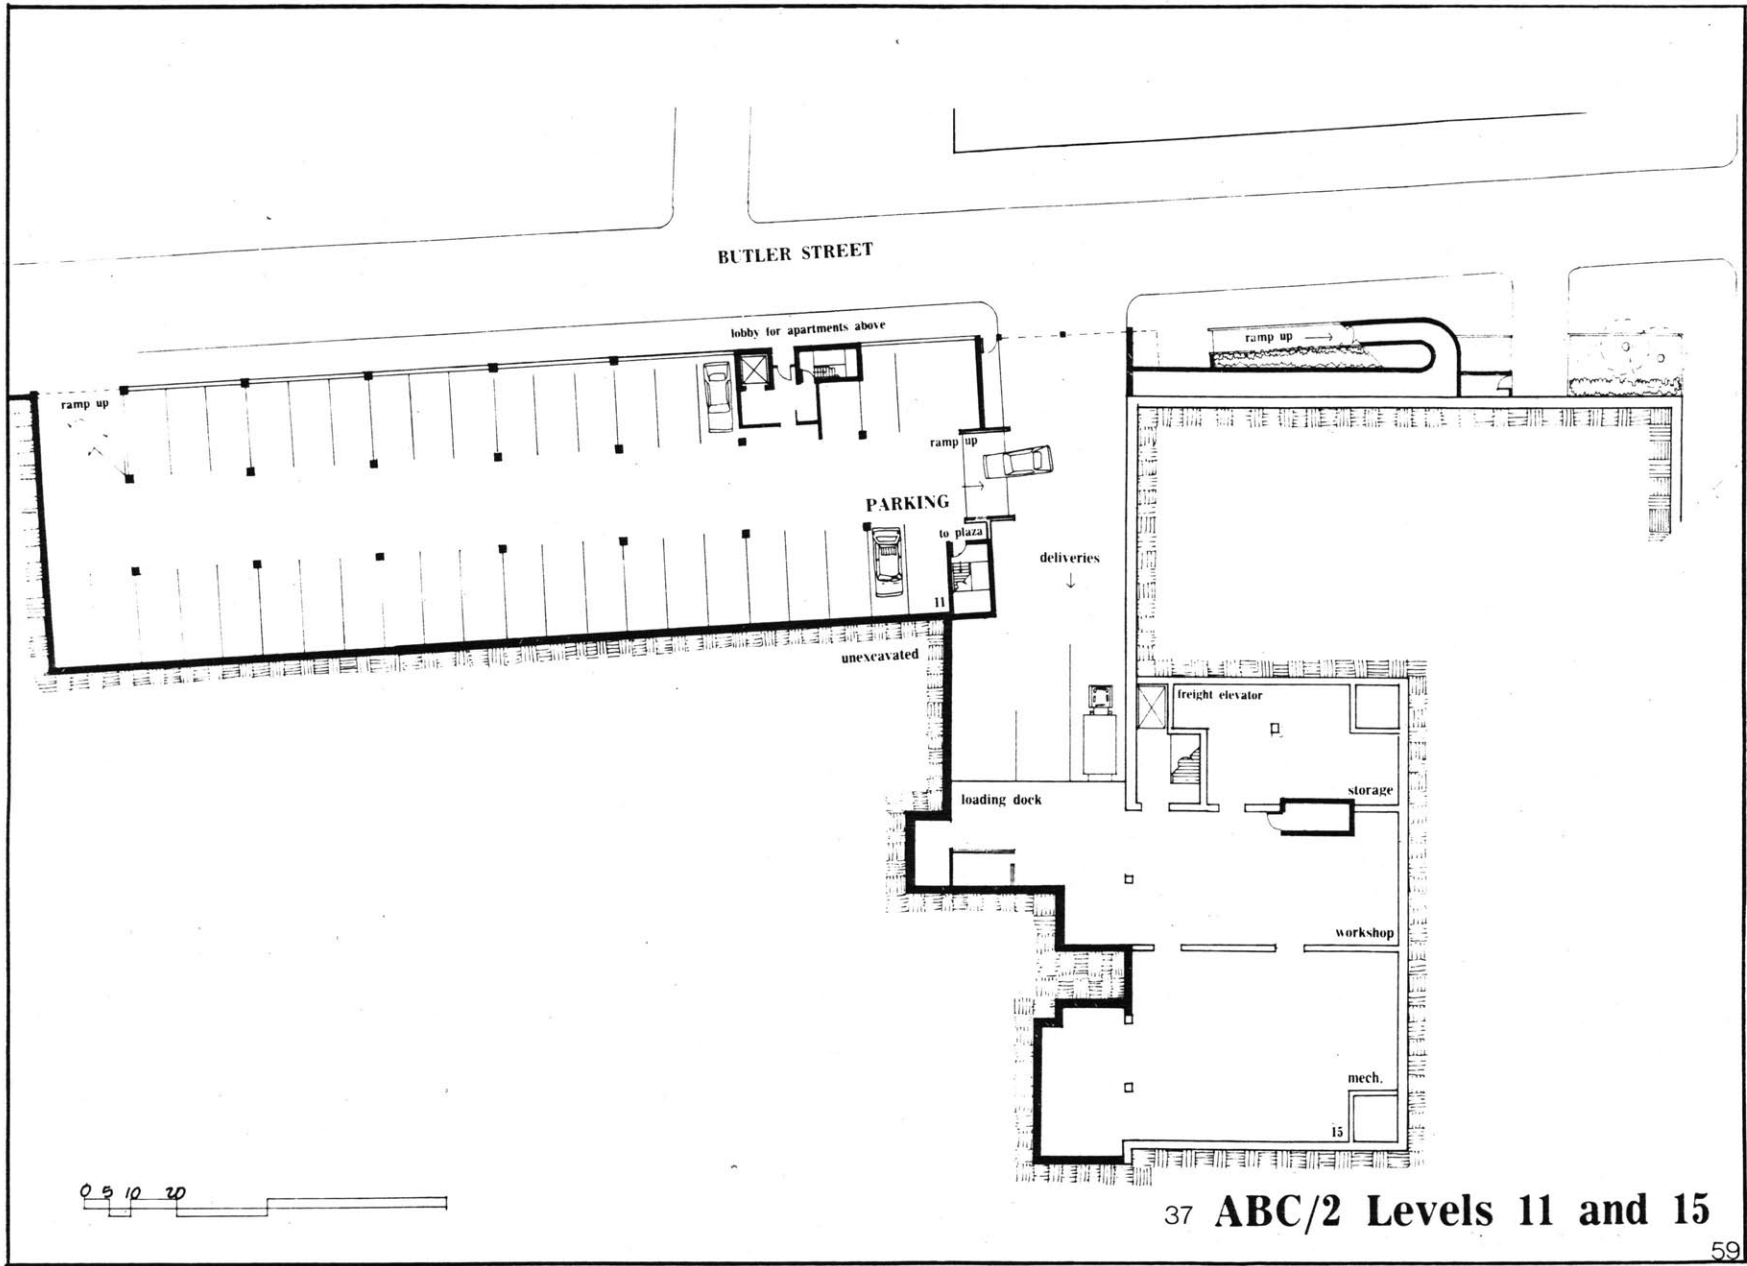 BUTLER STREET
lobby for apartments above
ramp up
ramp up
ramp up
PARKING
to plaza
deliveries
11
unexcavated
freight elevator
storage
loading dock
workshop
mech.
15
0 5 10 20
37 ABC/2 Levels 11 and 15
59